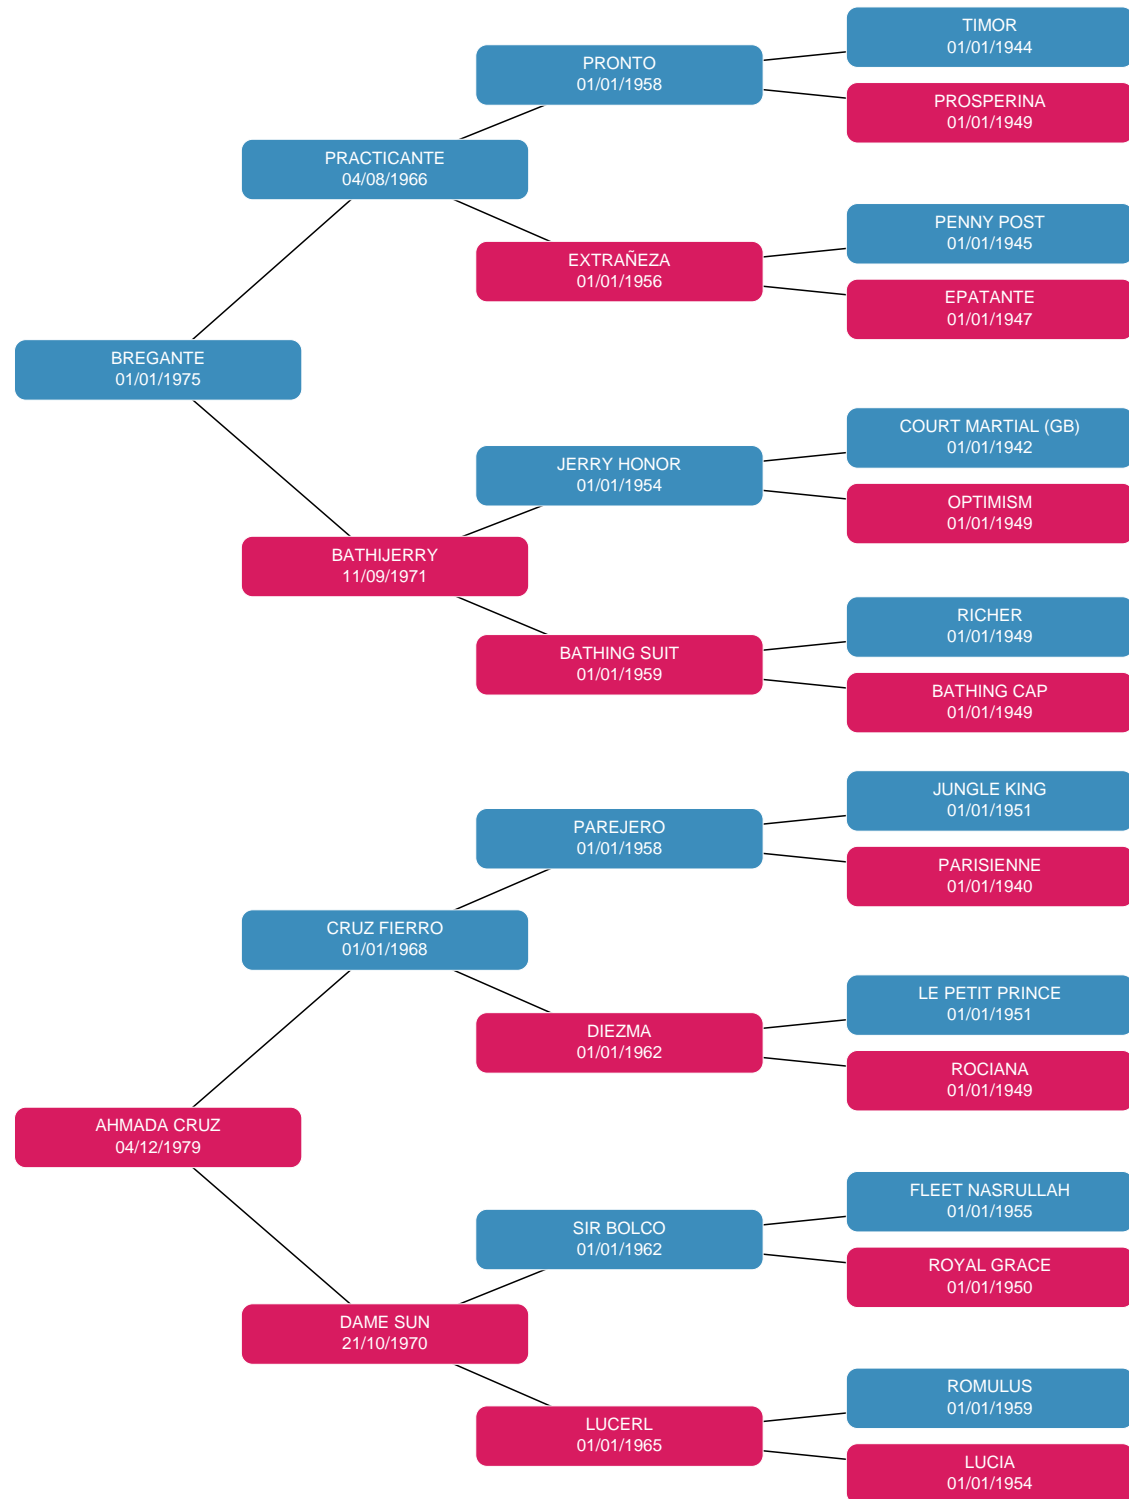 TIMOR
01/01/1944
PRONTO
01/01/1958
PROSPERINA
01/01/1949
PRACTICANTE
04/08/1966
PENNY POST
01/01/1945
EXTRAÑEZA
01/01/1956
EPATANTE
01/01/1947
BREGANTE
01/01/1975
COURT MARTIAL (GB)
01/01/1942
JERRY HONOR
01/01/1954
OPTIMISM
01/01/1949
BATHIJERRY
11/09/1971
RICHER
01/01/1949
BATHING SUIT
01/01/1959
BATHING CAP
01/01/1949
JUNGLE KING
01/01/1951
PAREJERO
01/01/1958
PARISIENNE
01/01/1940
CRUZ FIERRO
01/01/1968
LE PETIT PRINCE
01/01/1951
DIEZMA
01/01/1962
ROCIANA
01/01/1949
AHMADA CRUZ
04/12/1979
FLEET NASRULLAH
01/01/1955
SIR BOLCO
01/01/1962
ROYAL GRACE
01/01/1950
DAME SUN
21/10/1970
ROMULUS
01/01/1959
LUCERL
01/01/1965
LUCIA
01/01/1954